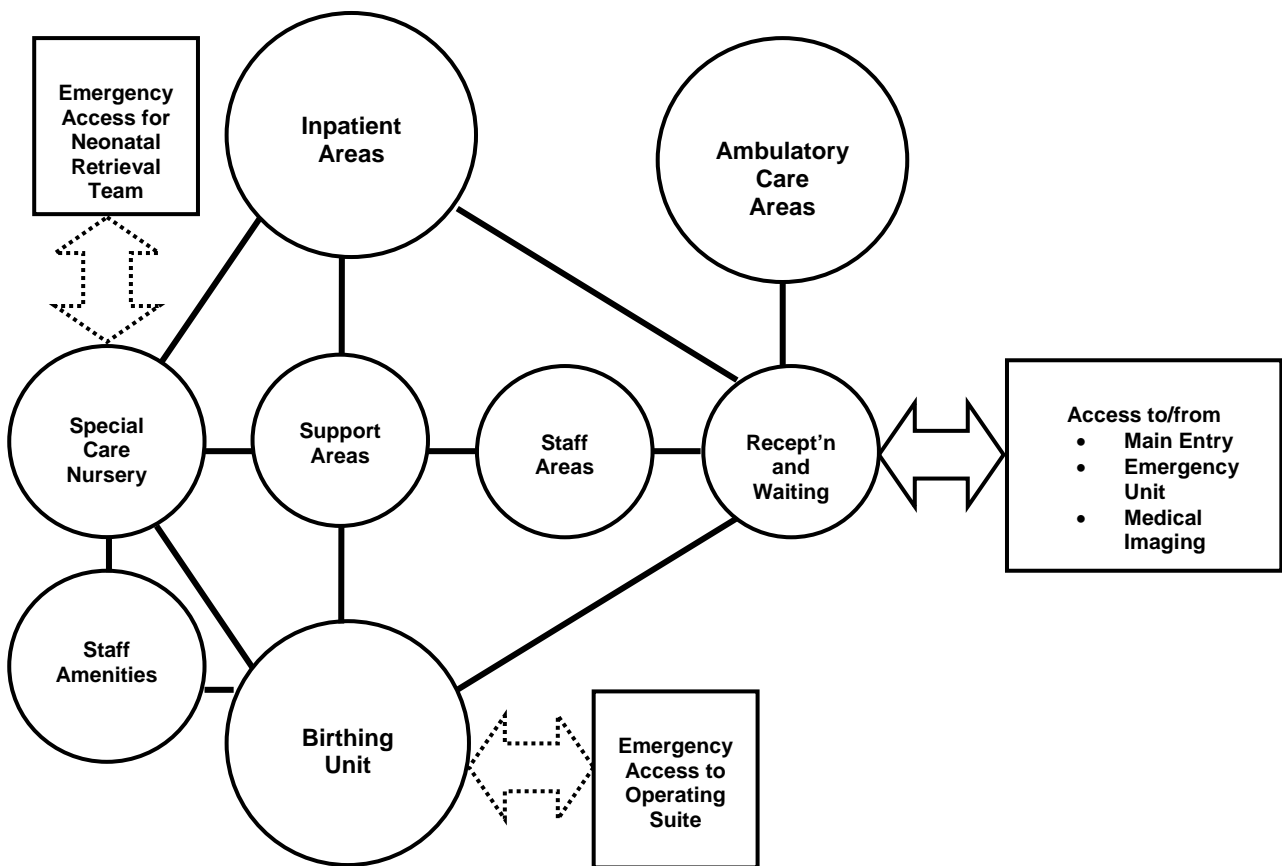 Emergency
Access for
Neonatal
Retrieval
Team
Inpatient
Areas
Ambulatory
Care
Areas
Special
Care
Nursery
Support
Areas
Staff
Areas
Recept’n
and
Waiting
Access to/from
• Main Entry
• Emergency
Unit
• Medical
Imaging
Staff
Amenities
Birthing
Unit
Emergency
Access to
Operating
Suite